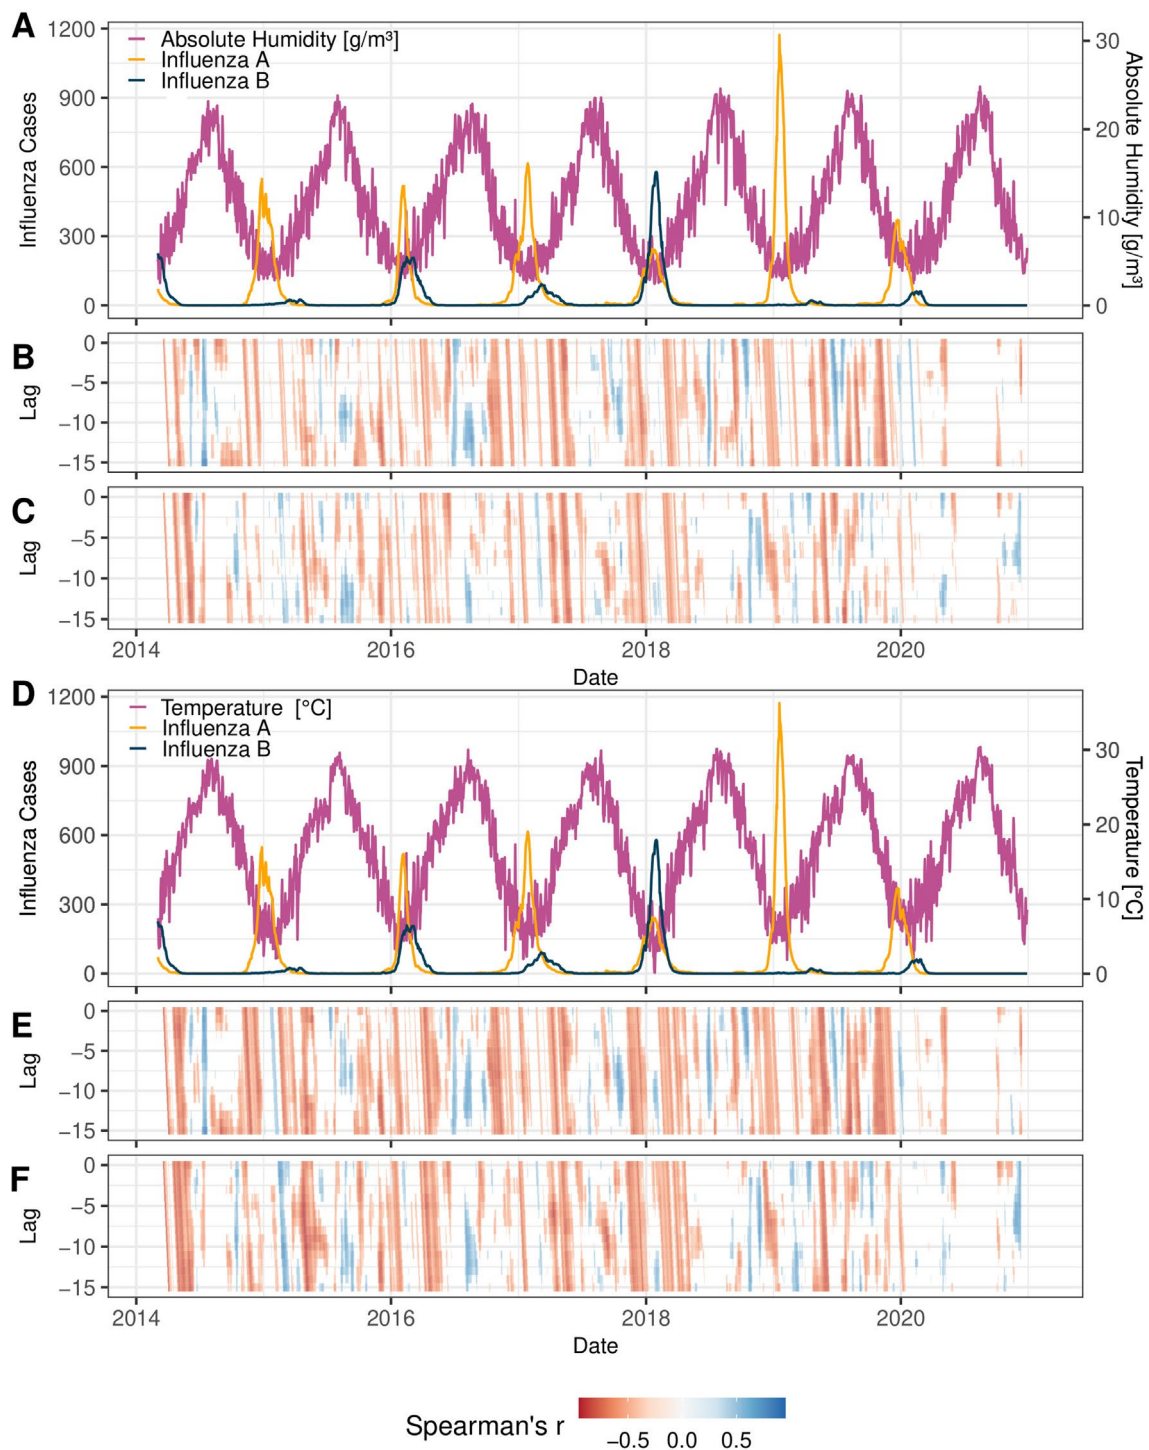 A
Absolute Humidity [g/m³]
Influenza A
Influenza B
Influenza Cases
1200
900
600
300
0
Absolute Humidity [g/m³]
30
20
10
0
B
Lag
0
−5
−10
−15
C
Lag
0
−5
−10
−15
2014 2016 2018 2020
Date
D
Temperature [°C]
Influenza A
Influenza B
Influenza Cases
1200
900
600
300
0
Temperature [°C]
30
20
10
0
E
Lag
0
−5
−10
−15
F
Lag
0
−5
−10
−15
2014 2016 2018 2020
Date
Spearman's r
−0.5 0.0 0.5